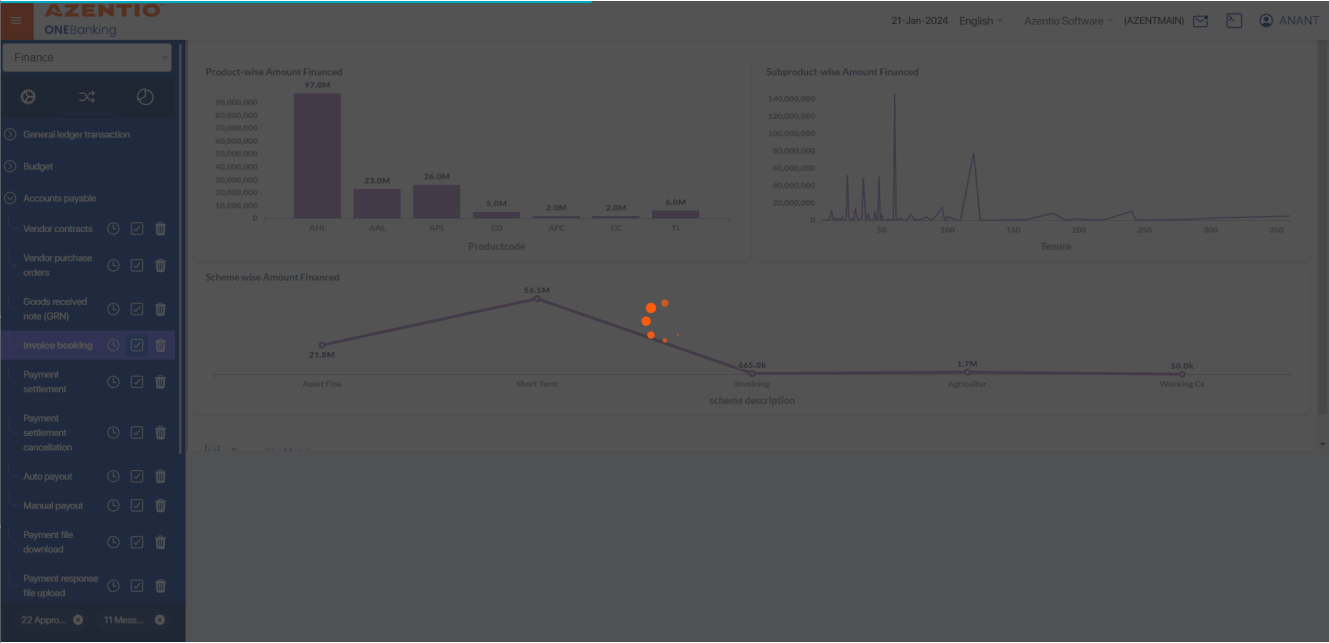 AZENTIO
ONEBanking
21-Jan-2024 English Azentio Software (AZENTMAIN) ANANT
Finance
General ledger transaction
Budget
Accounts payable
Vendor contracts
Vendor purchase
orders
Goods received
note (GRN)
Invoice booking
Payment
settlement
Payment
settlement
cancellation
Auto payout
Manual payout
Payment file
download
Payment response
file upload
22 Appro... 11 Mess...
Product-wise Amount Financed
97.0M
90,000,000
80,000,000
70,000,000
60,000,000
50,000,000
40,000,000
30,000,000
20,000,000
10,000,000
0
23.0M
26.0M
5.0M
2.0M
2.0M
6.0M
AHL AAL APL CD AFC CC TL
Productcode
Subproduct-wise Amount Financed
140,000,000
120,000,000
100,000,000
80,000,000
60,000,000
40,000,000
20,000,000
0
50 100 150 200 250 300 350
Tenure
Scheme wise Amount Financed
56.5M
21.8M
665.0k
1.7M
50.0k
Asset Fina Short Term Invoicing Agricultur Working Ca
scheme description